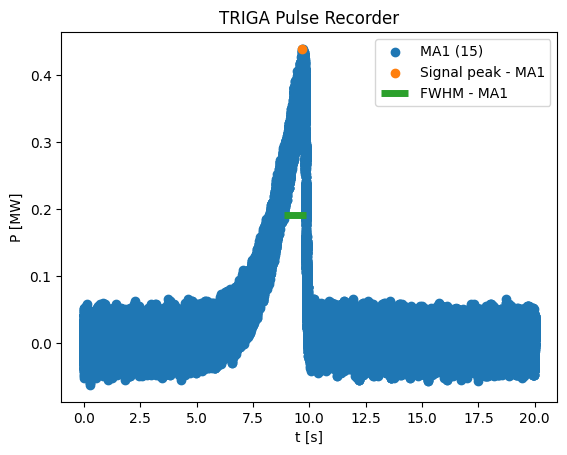 TRIGA Pulse Recorder
MA1 (15)
Signal peak - MA1
FWHM - MA1
P [MW]
0.4
0.3
0.2
0.1
0.0
0.0 2.5 5.0 7.5 10.0 12.5 15.0 17.5 20.0
t [s]